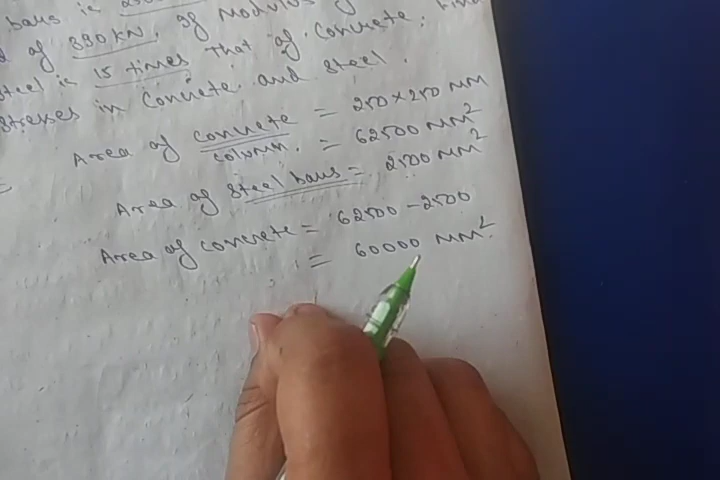 bars is
d of 390 KN. If modulus of
steel is 15 times that of concrete.
stresses in concrete and steel.
Area of concrete column. = 250 × 250 MM
= 62500 MM²
Area of steel bars = 2500 MM²
Area of concrete = 62500 - 2500
= 60000 MM²